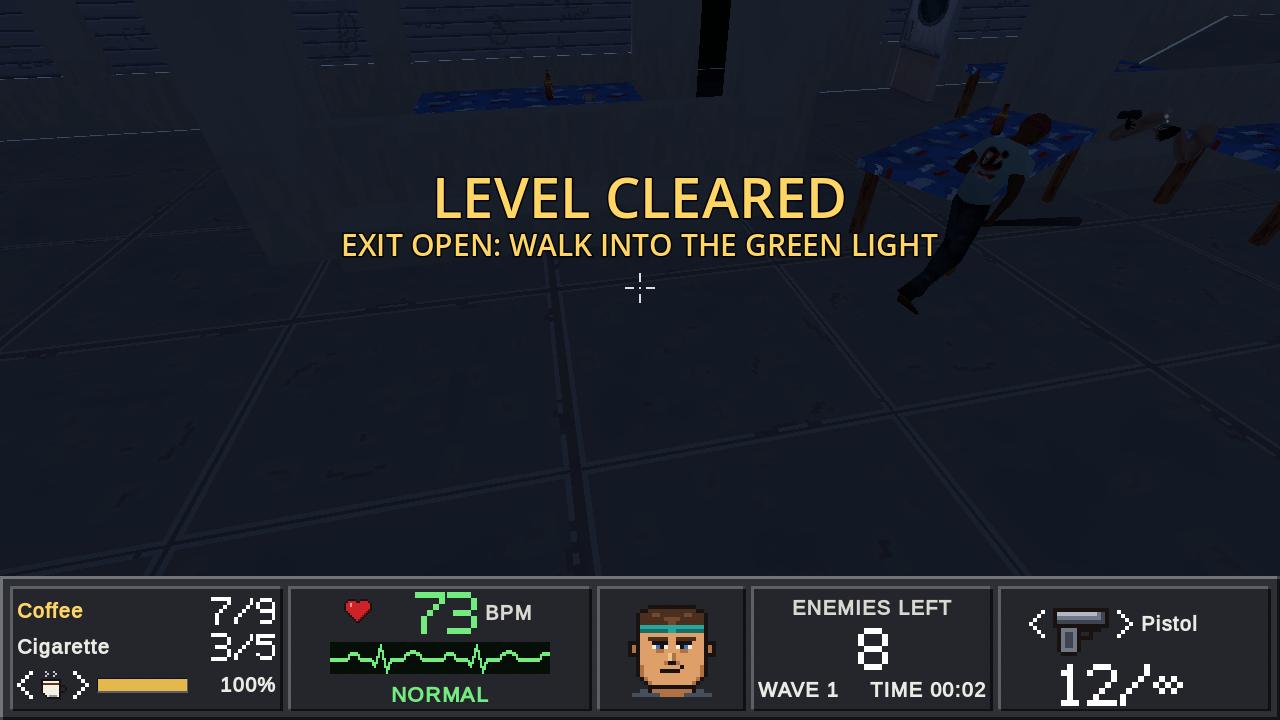 LEVEL CLEARED
EXIT OPEN: WALK INTO THE GREEN LIGHT
Coffee 7/9
Cigarette 3/5
100%
73 BPM
NORMAL
ENEMIES LEFT
8
WAVE 1 TIME 00:02
Pistol
12/∞